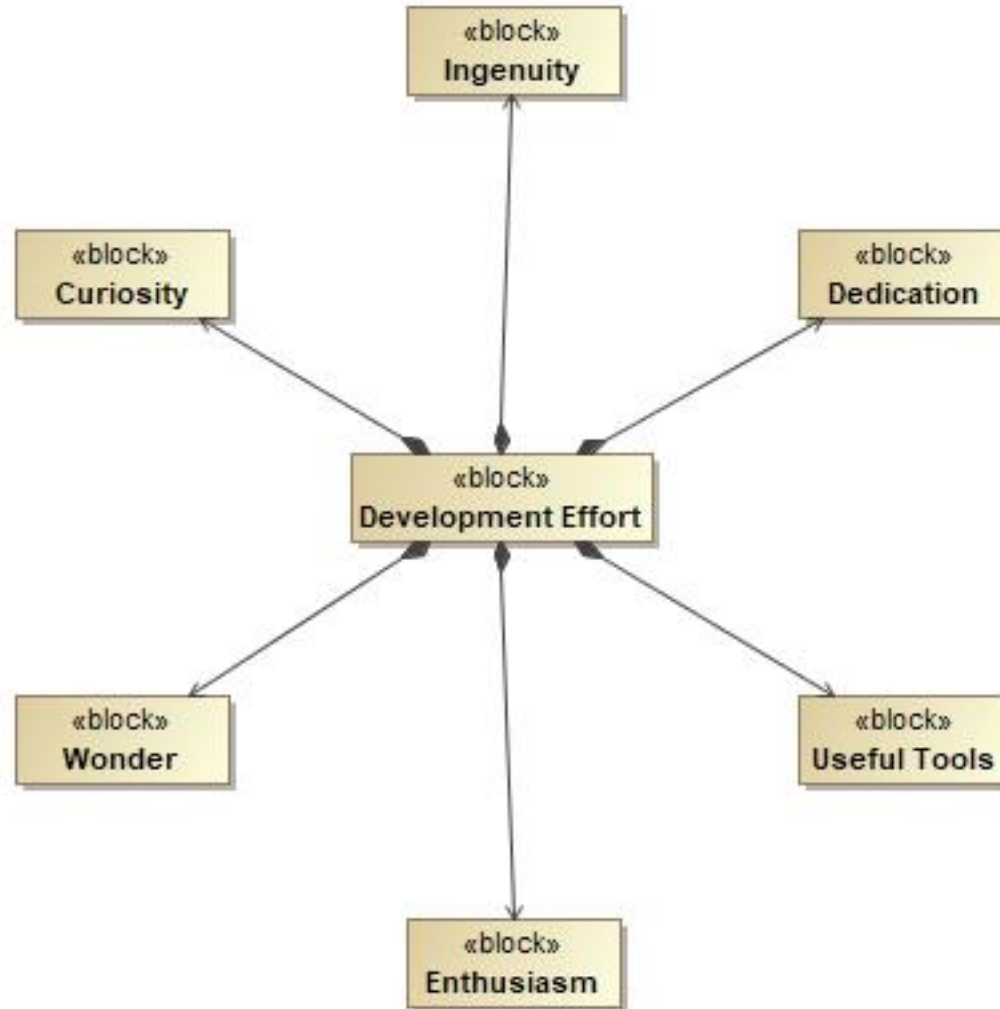 «block»
Ingenuity
«block»
Curiosity
«block»
Dedication
«block»
Development Effort
«block»
Wonder
«block»
Useful Tools
«block»
Enthusiasm